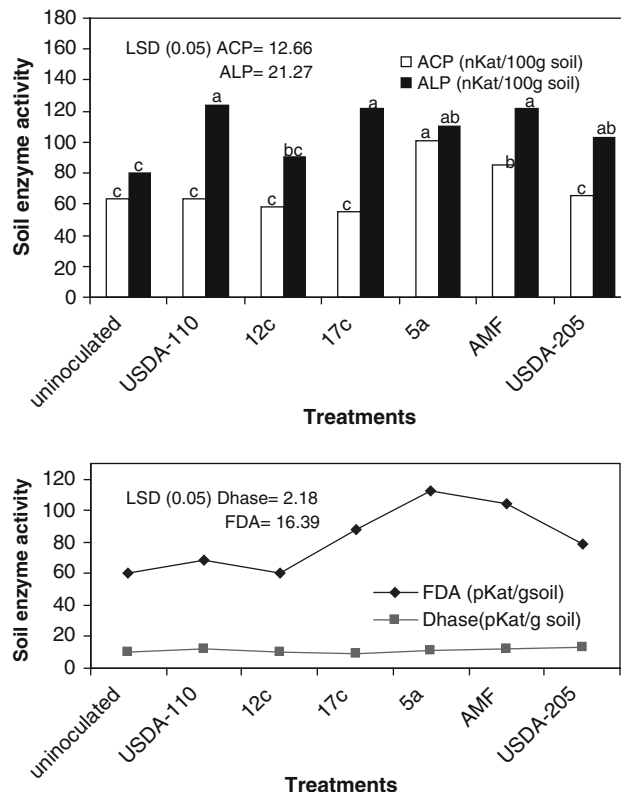 LSD (0.05) ACP= 12.66
ALP = 21.27
ACP (nKat/100g soil)
ALP (nKat/100g soil)
Soil enzyme activity
180
160
140
120
100
80
60
40
20
0
c
c
c
a
c
bc
c
a
a
ab
b
a
c
ab
uninoculated
USDA-110
12c
17c
5a
AMF
USDA-205
Treatments
LSD (0.05) Dhase= 2.18
FDA= 16.39
Soil enzyme activity
120
100
80
60
40
20
0
FDA (pKat/gsoil)
Dhase(pKat/g soil)
uninoculated
USDA-110
12c
17c
5a
AMF
USDA-205
Treatments